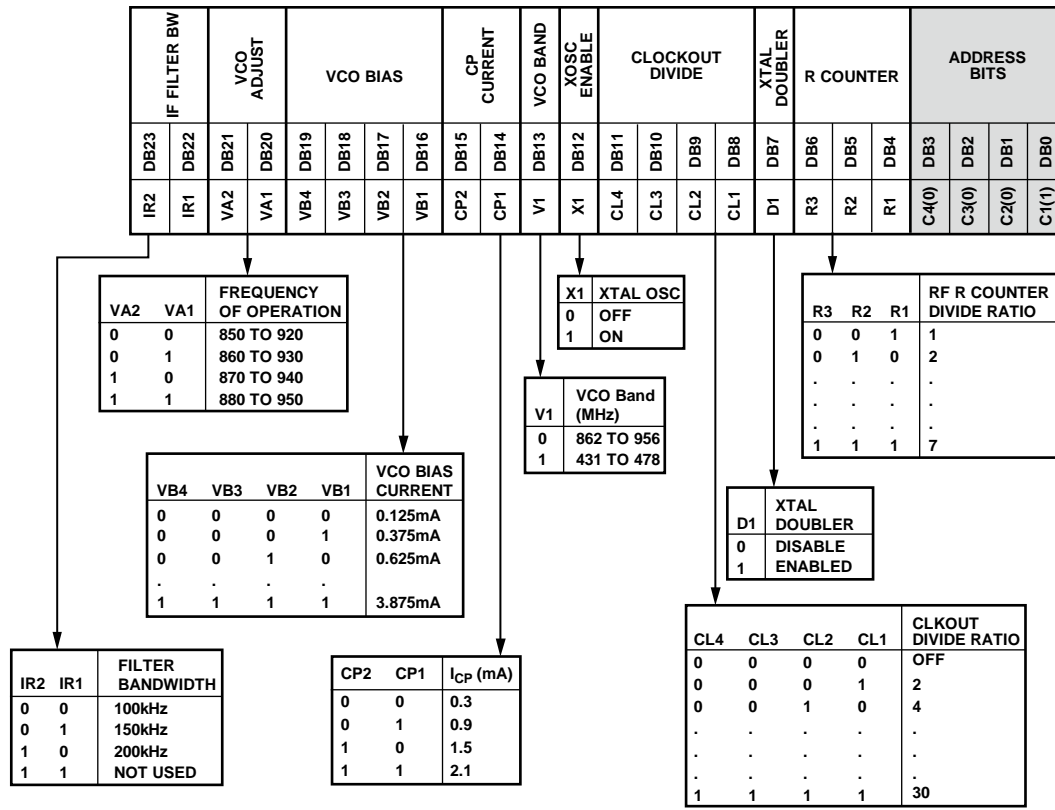 IF FILTER BW
VCO ADJUST
VCO BIAS
CP CURRENT
VCO BAND
XOSC ENABLE
CLOCKOUT DIVIDE
XTAL DOUBLER
R COUNTER
ADDRESS BITS
DB23 DB22 DB21 DB20 DB19 DB18 DB17 DB16 DB15 DB14 DB13 DB12 DB11 DB10 DB9 DB8 DB7 DB6 DB5 DB4 DB3 DB2 DB1 DB0
IR2 IR1 VA2 VA1 VB4 VB3 VB2 VB1 CP2 CP1 V1 X1 CL4 CL3 CL2 CL1 D1 R3 R2 R1 C4(0) C3(0) C2(0) C1(1)
VA2 VA1 FREQUENCY OF OPERATION
0 0 850 TO 920
0 1 860 TO 930
1 0 870 TO 940
1 1 880 TO 950
X1 XTAL OSC
0 OFF
1 ON
R3 R2 R1 RF R COUNTER DIVIDE RATIO
0 0 1 1
0 1 0 2
. . . .
. . . .
. . . .
1 1 1 7
V1 VCO Band (MHz)
0 862 TO 956
1 431 TO 478
VB4 VB3 VB2 VB1 VCO BIAS CURRENT
0 0 0 0 0.125mA
0 0 0 1 0.375mA
0 0 1 0 0.625mA
. . . .
1 1 1 1 3.875mA
D1 XTAL DOUBLER
0 DISABLE
1 ENABLED
IR2 IR1 FILTER BANDWIDTH
0 0 100kHz
0 1 150kHz
1 0 200kHz
1 1 NOT USED
CP2 CP1 ICP (mA)
0 0 0.3
0 1 0.9
1 0 1.5
1 1 2.1
CL4 CL3 CL2 CL1 CLKOUT DIVIDE RATIO
0 0 0 0 OFF
0 0 0 1 2
0 0 1 0 4
. . . . .
. . . . .
. . . . .
1 1 1 1 30